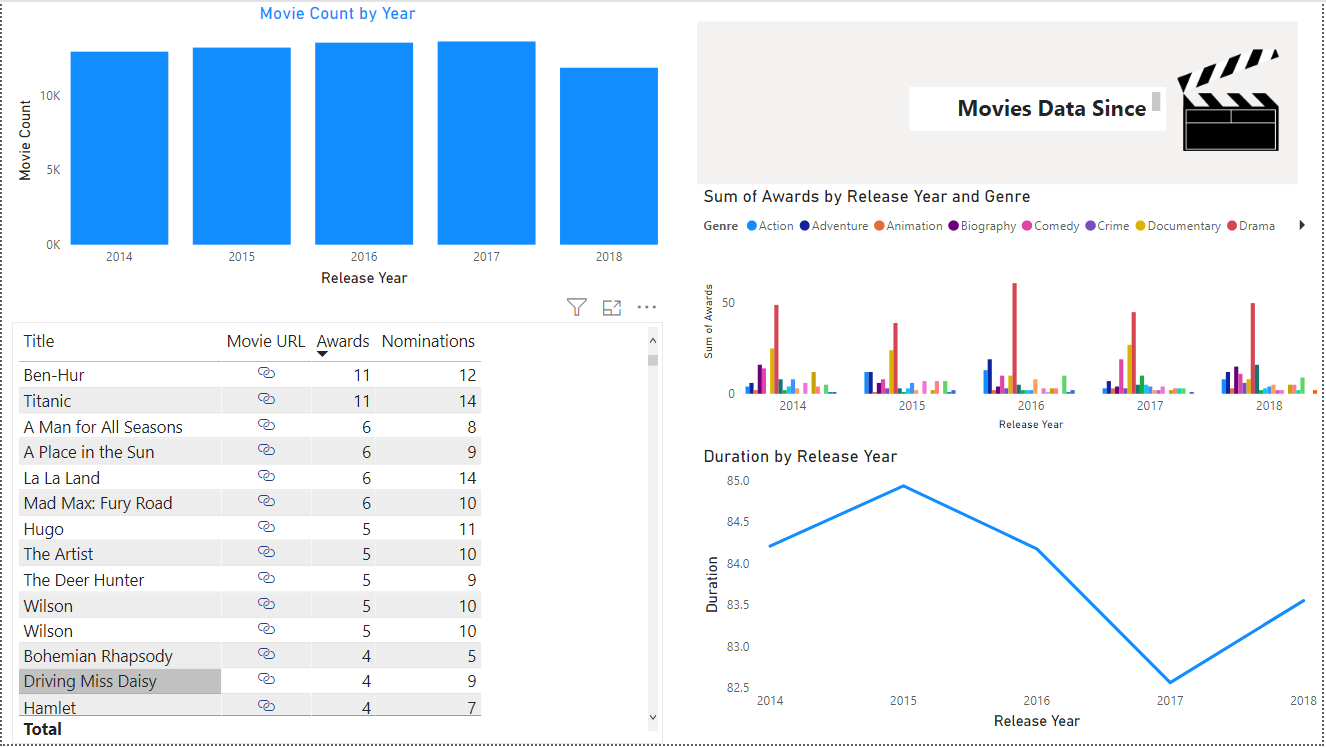 Movie Count by Year
Movie Count
10K
5K
0K
2014 2015 2016 2017 2018
Release Year
Title Movie URL Awards Nominations
Ben-Hur 11 12
Titanic 11 14
A Man for All Seasons 6 8
A Place in the Sun 6 9
La La Land 6 14
Mad Max: Fury Road 6 10
Hugo 5 11
The Artist 5 10
The Deer Hunter 5 9
Wilson 5 10
Wilson 5 10
Bohemian Rhapsody 4 5
Driving Miss Daisy 4 9
Hamlet 4 7
Total
Movies Data Since
Sum of Awards by Release Year and Genre
Genre Action Adventure Animation Biography Comedy Crime Documentary Drama
Sum of Awards
50
0
2014 2015 2016 2017 2018
Release Year
Duration by Release Year
Duration
85.0
84.5
84.0
83.5
83.0
82.5
2014 2015 2016 2017 2018
Release Year